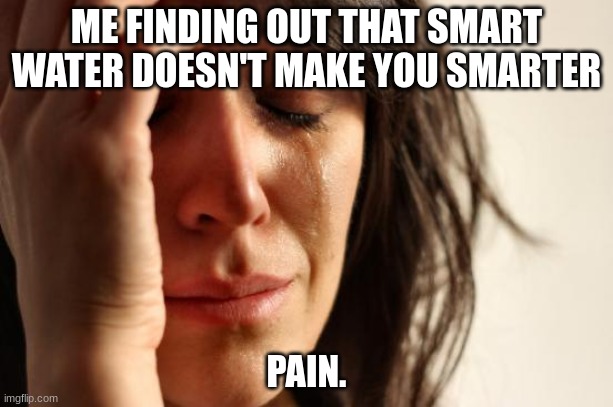 ME FINDING OUT THAT SMART
WATER DOESN'T MAKE YOU SMARTER
PAIN.
imgflip.com